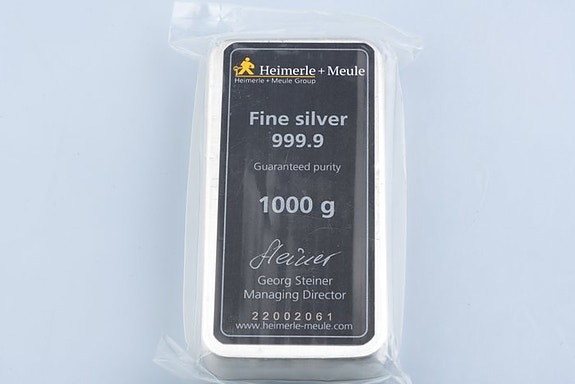 Heimerle + Meule
Heimerle + Meule Group
Fine silver
999.9
Guaranteed purity
1000 g
Steiner
Georg Steiner
Managing Director
22002061
www.heimerle-meule.com